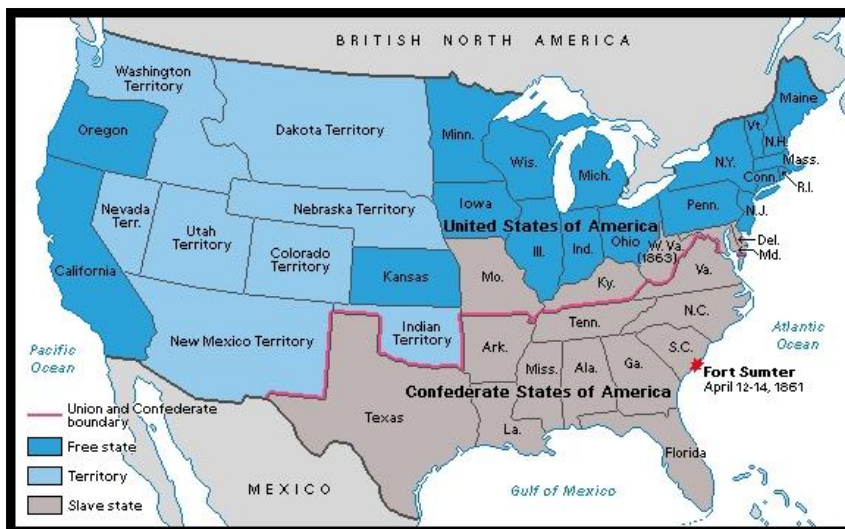 BRITISH NORTH AMERICA
Washington
Territory
Oregon
Dakota Territory
Minn.
Wis.
Mich.
Maine
Vt.
N.H.
N.Y.
Mass.
Conn.
R.I.
Nevada
Terr.
Utah
Territory
Nebraska Territory
Iowa
Penn.
N.J.
United States of America
Colorado
Territory
California
Kansas
Mo.
Ill.
Ind.
Ohio
W. Va.
(1863)
Del.
Md.
Va.
Ky.
New Mexico Territory
Indian
Territory
Ark.
Tenn.
N.C.
S.C.
Pacific
Ocean
Atlantic
Ocean
Miss.
Ala.
Ga.
Fort Sumter
April 12-14, 1861
Confederate States of America
Texas
La.
Florida
Union and Confederate
boundary
Free state
Territory
Slave state
MEXICO
Gulf of Mexico